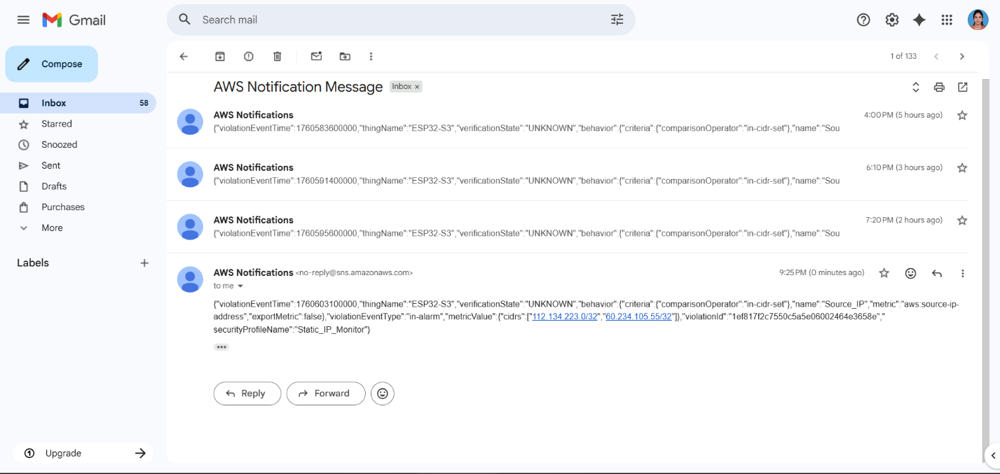 Gmail
Search mail
Compose
1 of 133
Inbox 58
Starred
Snoozed
Sent
Drafts
Purchases
More
Labels
Upgrade
AWS Notification Message Inbox ×
AWS Notifications 4:00 PM (5 hours ago)
{"violationEventTime":1760583600000,"thingName":"ESP32-S3","verificationState":"UNKNOWN","behavior":{"criteria":{"comparisonOperator":"in-cidr-set"},"name":"Sou
AWS Notifications 6:10 PM (3 hours ago)
{"violationEventTime":1760591400000,"thingName":"ESP32-S3","verificationState":"UNKNOWN","behavior":{"criteria":{"comparisonOperator":"in-cidr-set"},"name":"Sou
AWS Notifications 7:20 PM (2 hours ago)
{"violationEventTime":1760595600000,"thingName":"ESP32-S3","verificationState":"UNKNOWN","behavior":{"criteria":{"comparisonOperator":"in-cidr-set"},"name":"Sou
AWS Notifications <no-reply@sns.amazonaws.com> 9:25 PM (0 minutes ago)
to me
{"violationEventTime":1760603100000,"thingName":"ESP32-S3","verificationState":"UNKNOWN","behavior":{"criteria":{"comparisonOperator":"in-cidr-set"},"name":"Source_IP","metric":"aws:source-ip-
address","exportMetric":false},"violationEventType":"in-alarm","metricValue":{"cidrs":["112.134.223.0/32","60.234.105.55/32"]},"violationId":"1ef817f2c7550c5a5e06002464e3658e","
securityProfileName":"Static_IP_Monitor"}
Reply
Forward